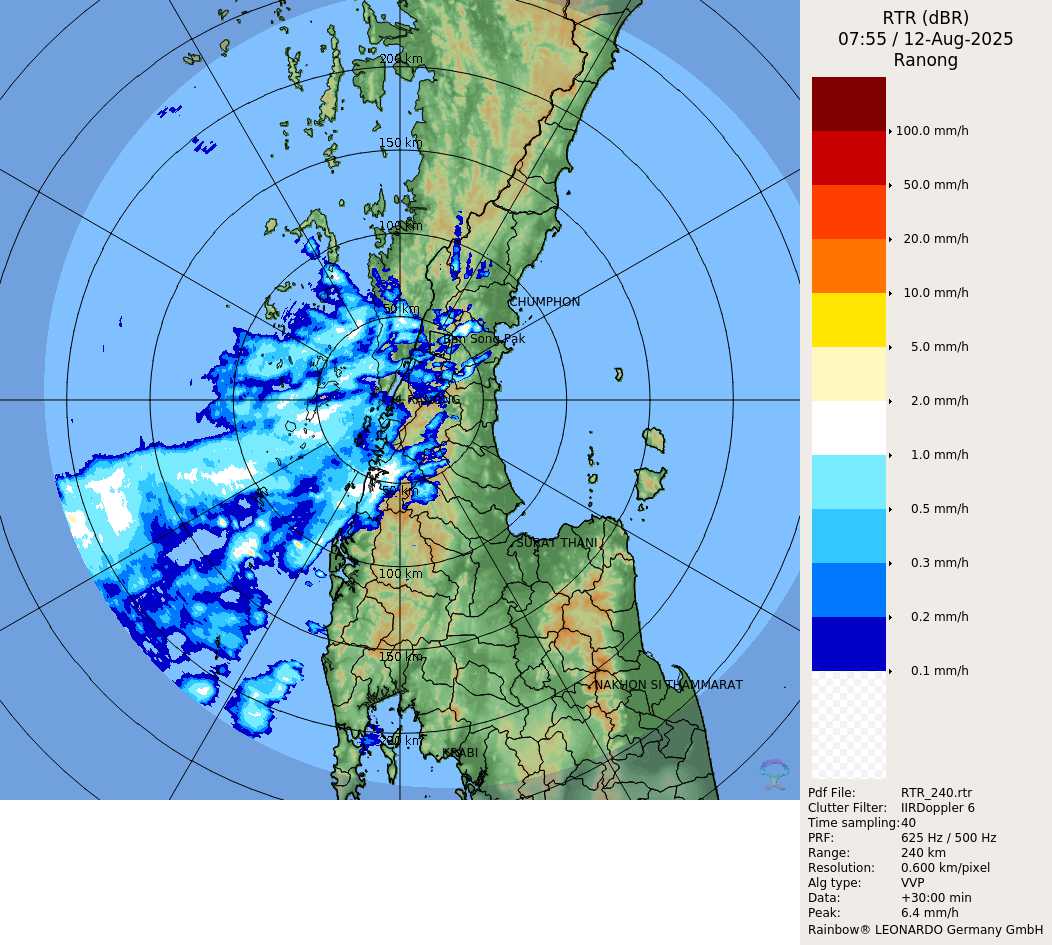 RTR (dBR)
07:55 / 12-Aug-2025
Ranong
200 km
150 km
100 km
50 km
CHUMPHON
Ban Song Pak
50 km
SURAT THANI
100 km
150 km
NAKHON SI THAMMARAT
KRABI
100.0 mm/h
50.0 mm/h
20.0 mm/h
10.0 mm/h
5.0 mm/h
2.0 mm/h
1.0 mm/h
0.5 mm/h
0.3 mm/h
0.2 mm/h
0.1 mm/h
Pdf File: RTR_240.rtr
Clutter Filter: IIRDoppler 6
Time sampling: 40
PRF: 625 Hz / 500 Hz
Range: 240 km
Resolution: 0.600 km/pixel
Alg type: VVP
Data: +30:00 min
Peak: 6.4 mm/h
Rainbow® LEONARDO Germany GmbH